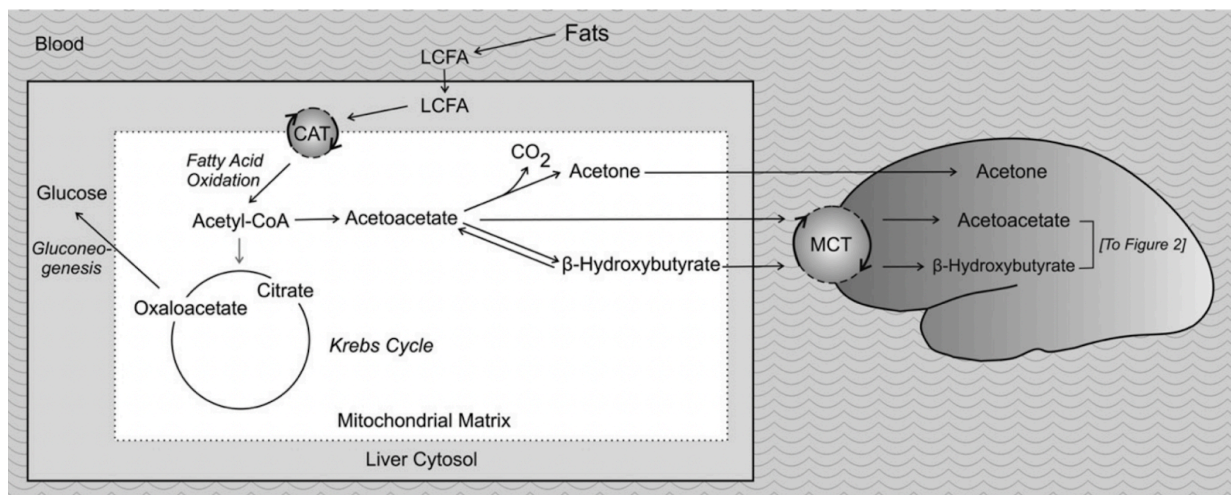 Blood
Fats
LCFA
LCFA
CAT
Fatty Acid
Oxidation
CO2
Acetone
Acetone
Glucose
Acetyl-CoA
Acetoacetate
Acetoacetate
MCT
[To Figure 2]
Gluconeo-
genesis
β-Hydroxybutyrate
β-Hydroxybutyrate
Citrate
Oxaloacetate
Krebs Cycle
Mitochondrial Matrix
Liver Cytosol